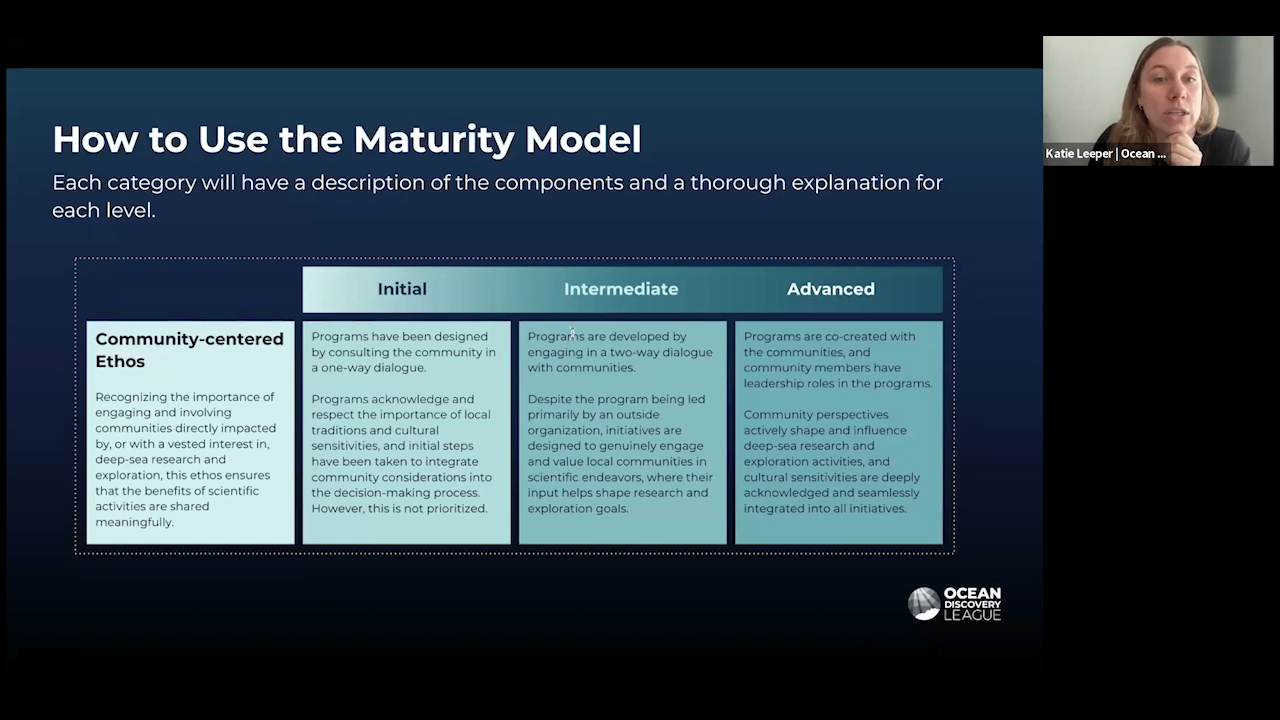 How to Use the Maturity Model
Each category will have a description of the components and a thorough explanation for
each level.
Initial
Intermediate
Advanced
Community-centered
Ethos
Recognizing the importance of
engaging and involving
communities directly impacted
by, or with a vested interest in,
deep-sea research and
exploration, this ethos ensures
that the benefits of scientific
activities are shared
meaningfully.
Programs have been designed
by consulting the community in
a one-way dialogue.
Programs acknowledge and
respect the importance of local
traditions and cultural
sensitivities, and initial steps
have been taken to integrate
community considerations into
the decision-making process.
However, this is not prioritized.
Programs are developed by
engaging in a two-way dialogue
with communities.
Despite the program being led
primarily by an outside
organization, initiatives are
designed to genuinely engage
and value local communities in
scientific endeavors, where their
input helps shape research and
exploration goals.
Programs are co-created with
the communities, and
community members have
leadership roles in the programs.
Community perspectives
actively shape and influence
deep-sea research and
exploration activities, and
cultural sensitivities are deeply
acknowledged and seamlessly
integrated into all initiatives.
OCEAN
DISCOVERY
LEAGUE
Katie Leeper | Ocean ...